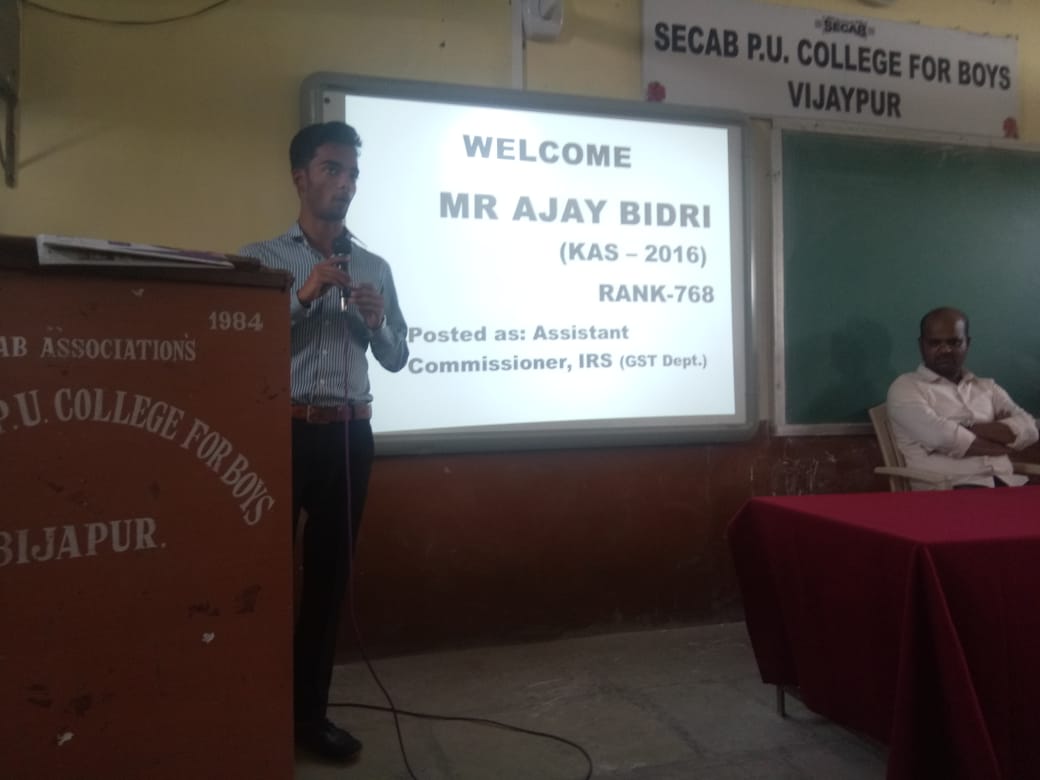 SECAB
SECAB P.U. COLLEGE FOR BOYS
VIJAYPUR
WELCOME
MR AJAY BIDRI
(KAS – 2016)
RANK-768
Posted as: Assistant
Commissioner, IRS (GST Dept.)
1984
AB ASSOCIATION'S
P.U. COLLEGE FOR BOYS
BIJAPUR.